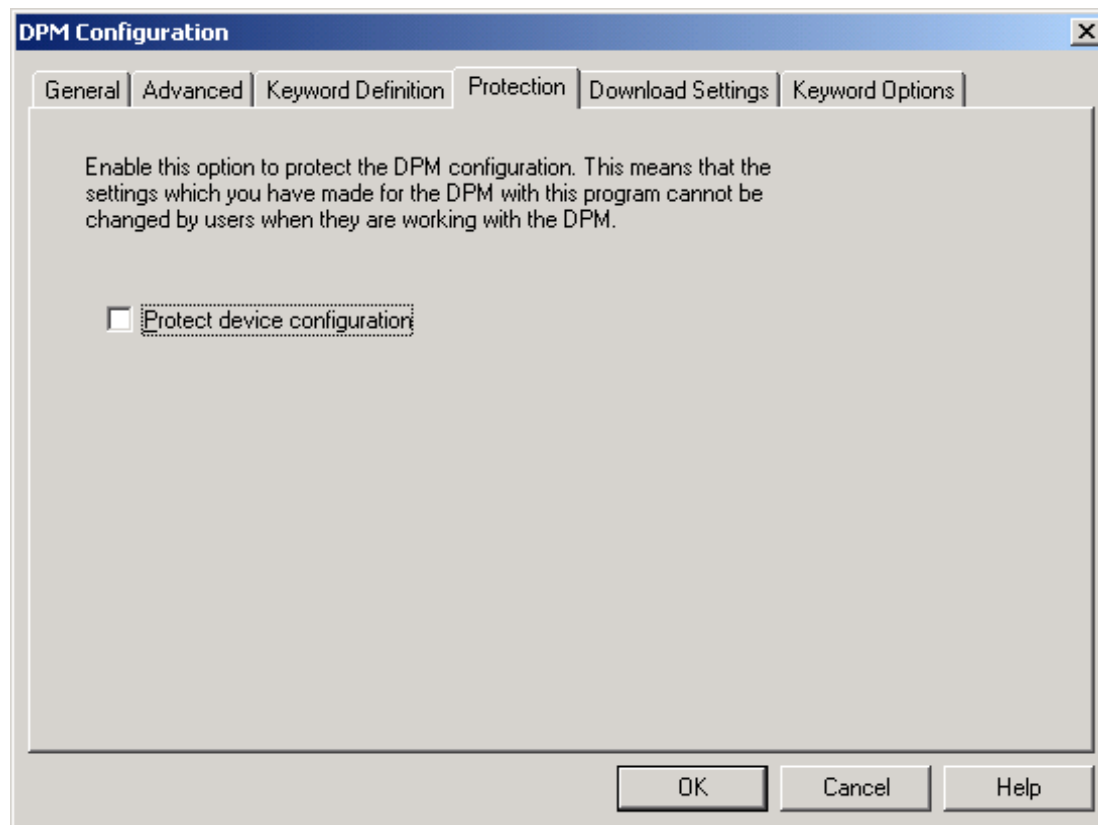 DPM Configuration
General Advanced Keyword Definition Protection Download Settings Keyword Options
Enable this option to protect the DPM configuration. This means that the
settings which you have made for the DPM with this program cannot be
changed by users when they are working with the DPM.
Protect device configuration
OK Cancel Help